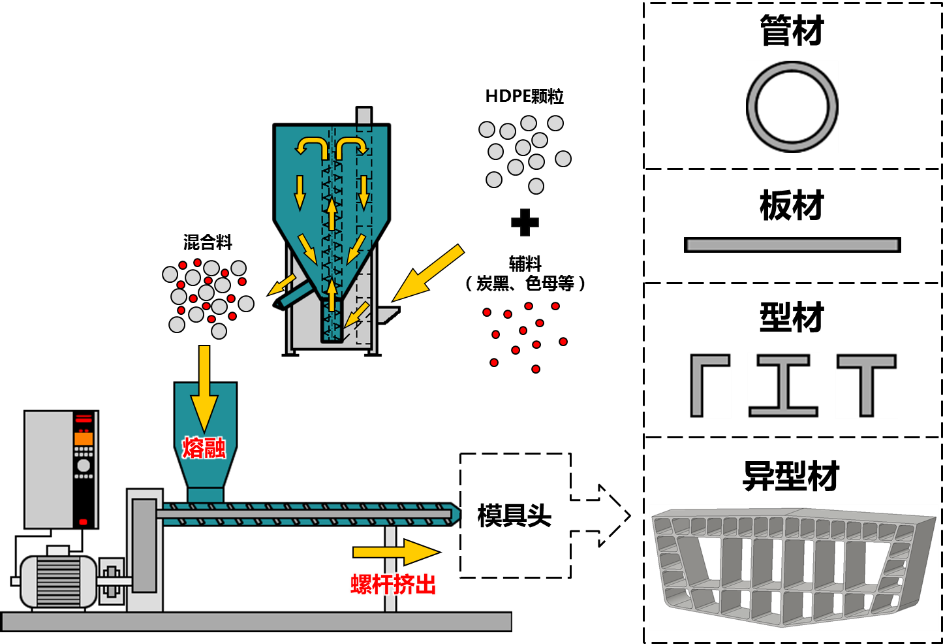 HDPE颗粒
辅料
（炭黑、色母等）
混合料
熔融
螺杆挤出
模具头
管材
板材
型材
异型材